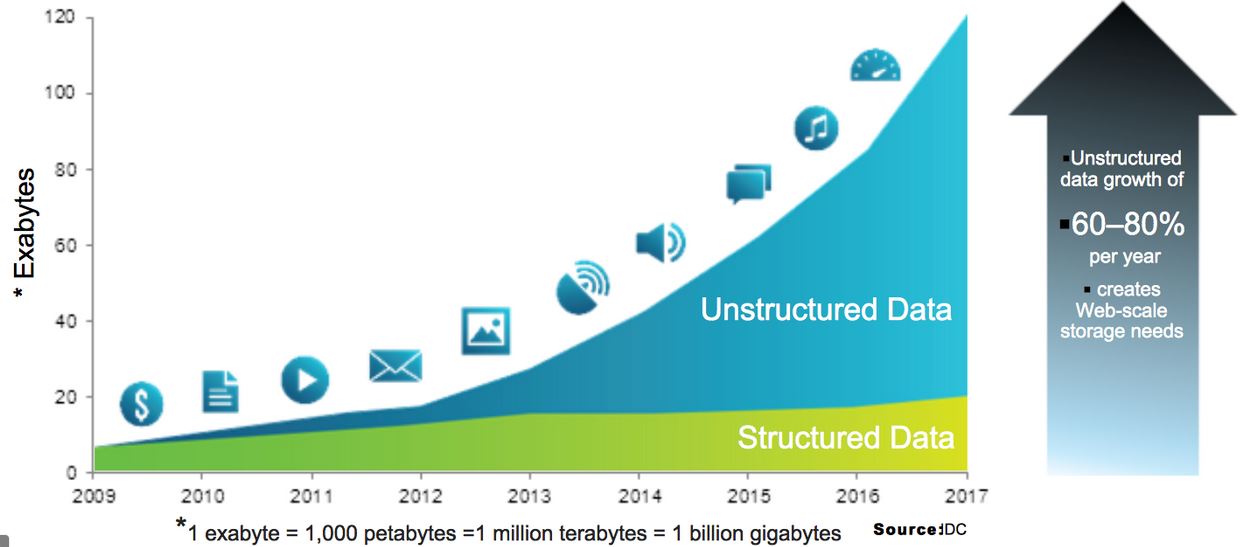 120
100
80
60
40
20
0
* Exabytes
$
Unstructured Data
Structured Data
2009 2010 2011 2012 2013 2014 2015 2016 2017
*1 exabyte = 1,000 petabytes =1 million terabytes = 1 billion gigabytes
Source:IDC
▪Unstructured
data growth of
▪60–80%
per year
▪ creates
Web-scale
storage needs